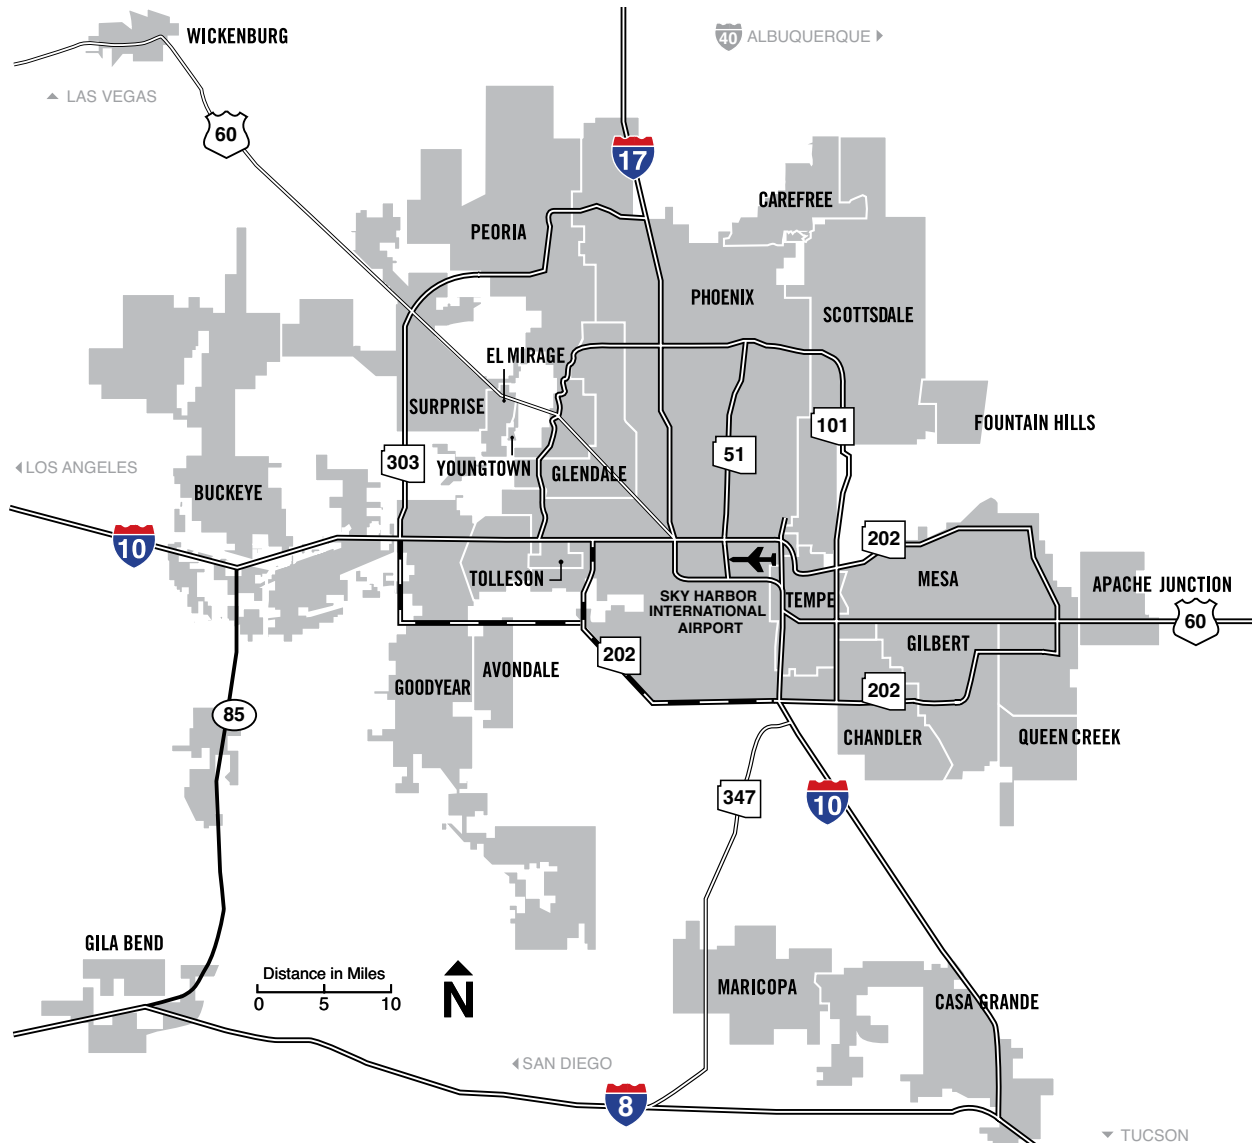 WICKENBURG
40 ALBUQUERQUE
LAS VEGAS
60
17
CAREFREE
PEORIA
PHOENIX
SCOTTSDALE
EL MIRAGE
SURPRISE
FOUNTAIN HILLS
101
51
303
LOS ANGELES
YOUNGTOWN
GLENDALE
BUCKEYE
10
202
TOLLESON
MESA
APACHE JUNCTION
SKY HARBOR
INTERNATIONAL
AIRPORT
TEMPE
60
GILBERT
202
AVONDALE
GOODYEAR
202
85
CHANDLER
QUEEN CREEK
347
10
GILA BEND
Distance in Miles
0 5 10
N
MARICOPA
CASA GRANDE
SAN DIEGO
8
TUCSON